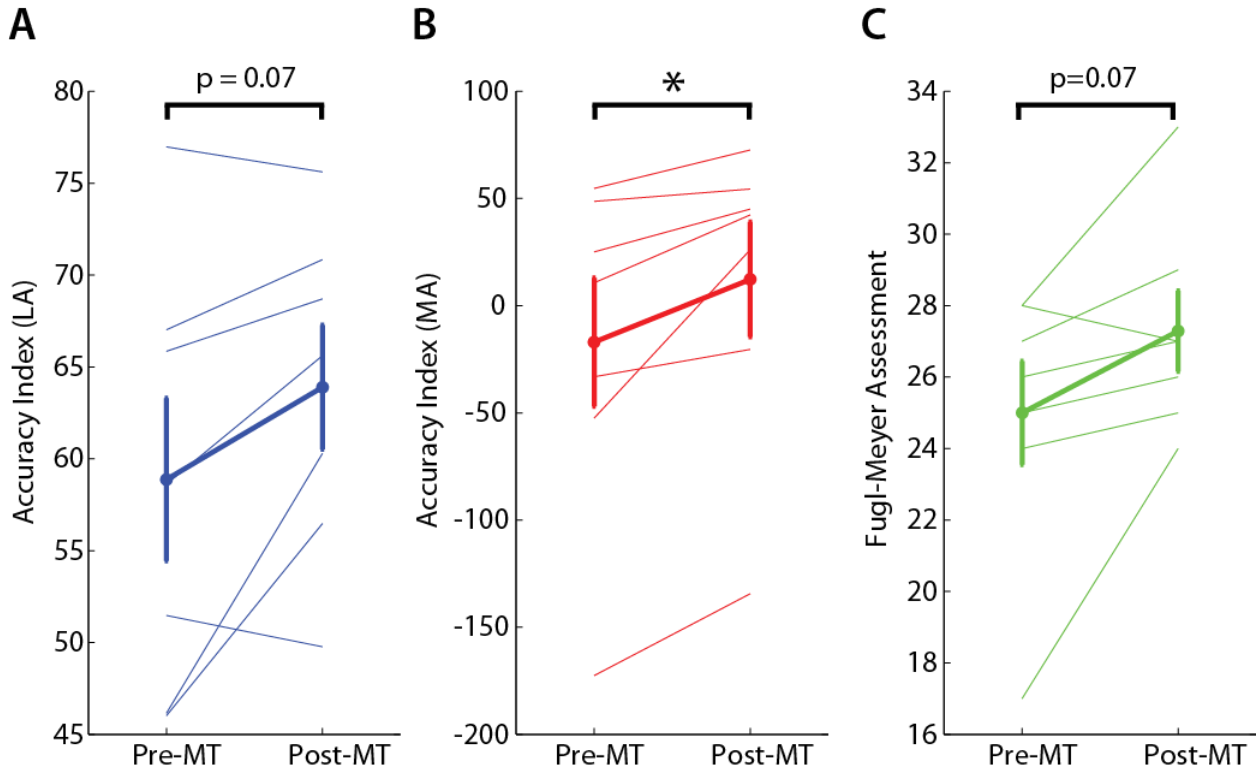 A
p = 0.07
Accuracy Index (LA)
80
75
70
65
60
55
50
45
Pre-MT Post-MT
B
*
Accuracy Index (MA)
100
50
0
-50
-100
-150
-200
Pre-MT Post-MT
C
p=0.07
Fugl-Meyer Assessment
34
32
30
28
26
24
22
20
18
16
Pre-MT Post-MT